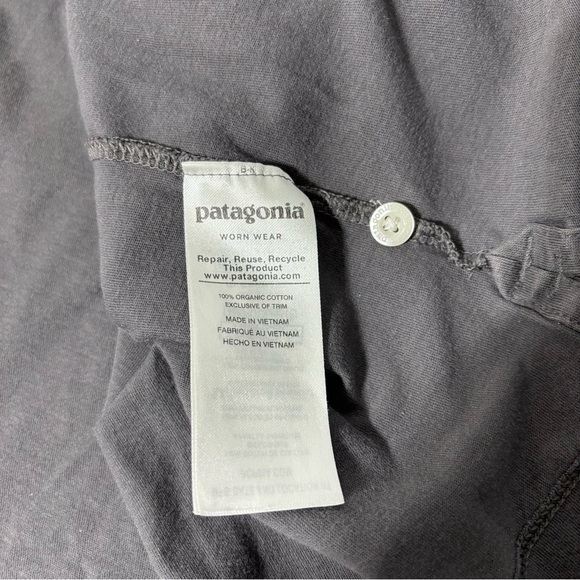 patagonia
WORN WEAR
Repair, Reuse, Recycle
This Product
www.patagonia.com
100% ORGANIC COTTON
EXCLUSIVE OF TRIM
MADE IN VIETNAM
FABRIQUÉ AU VIETNAM
HECHO EN VIETNAM